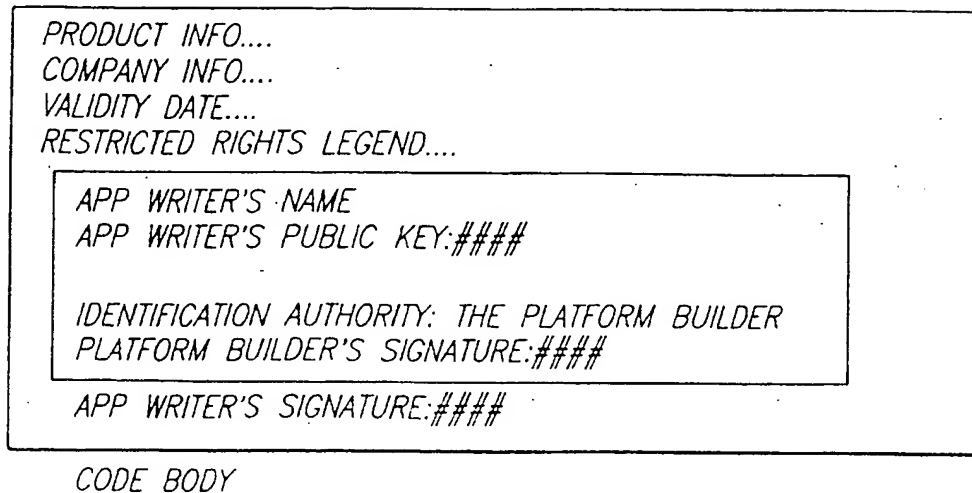 PRODUCT INFO....
COMPANY INFO....
VALIDITY DATE....
RESTRICTED RIGHTS LEGEND....
APP WRITER'S NAME
APP WRITER'S PUBLIC KEY:####
IDENTIFICATION AUTHORITY: THE PLATFORM BUILDER
PLATFORM BUILDER'S SIGNATURE:####
APP WRITER'S SIGNATURE:####
CODE BODY